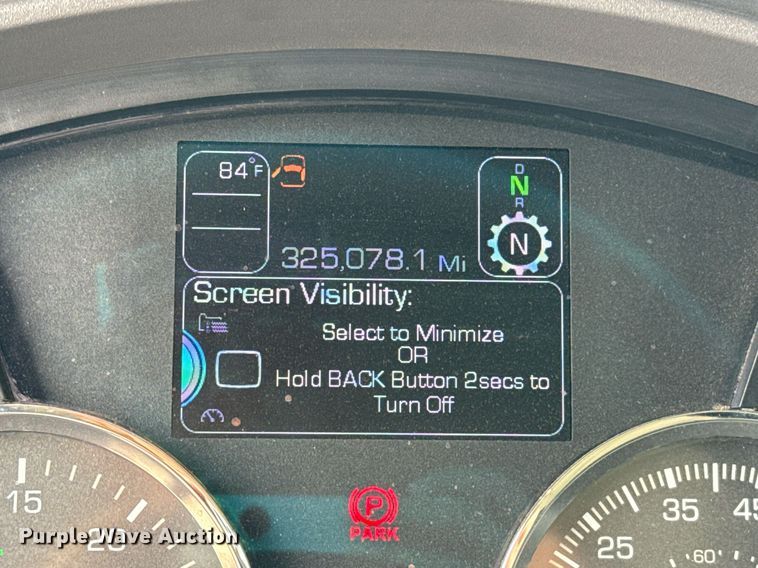 84°F
D
N
R
N
325,078.1 Mi
Screen Visibility:
Select to Minimize
OR
Hold BACK Button 2secs to
Turn Off
P
PARK
15
20
25
35
45
60
Purple Wave Auction